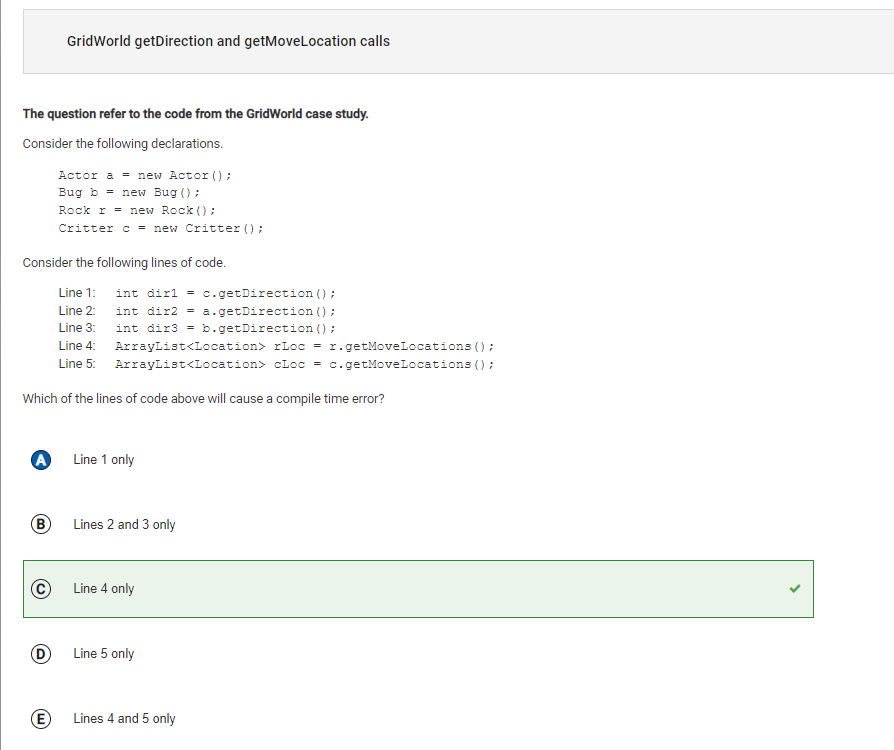 GridWorld getDirection and getMoveLocation calls
The question refer to the code from the GridWorld case study.
Consider the following declarations.
Actor a = new Actor();
Bug b = new Bug();
Rock r = new Rock();
Critter c = new Critter();
Consider the following lines of code.
Line 1: int dir1 = c.getDirection();
Line 2: int dir2 = a.getDirection();
Line 3: int dir3 = b.getDirection();
Line 4: ArrayList<Location> rLoc = r.getMoveLocations();
Line 5: ArrayList<Location> cLoc = c.getMoveLocations();
Which of the lines of code above will cause a compile time error?
A Line 1 only
B Lines 2 and 3 only
C Line 4 only
D Line 5 only
E Lines 4 and 5 only